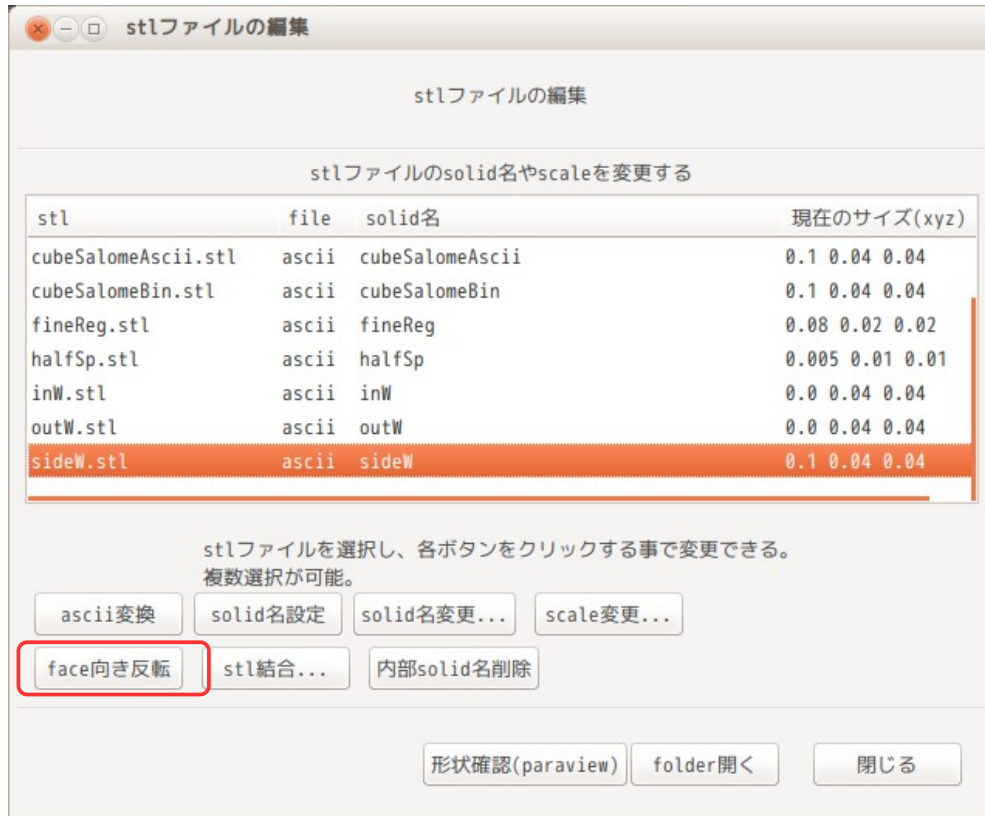 stlファイルの編集
stlファイルの編集
stlファイルのsolid名やscaleを変更する
stl file solid名 現在のサイズ(xyz)
cubeSalomeAscii.stl ascii cubeSalomeAscii 0.1 0.04 0.04
cubeSalomeBin.stl ascii cubeSalomeBin 0.1 0.04 0.04
fineReg.stl ascii fineReg 0.08 0.02 0.02
halfSp.stl ascii halfSp 0.005 0.01 0.01
inW.stl ascii inW 0.0 0.04 0.04
outW.stl ascii outW 0.0 0.04 0.04
sideW.stl ascii sideW 0.1 0.04 0.04
stlファイルを選択し、各ボタンをクリックする事で変更できる。
複数選択が可能。
ascii変換 solid名設定 solid名変更... scale変更...
face向き反転 stl結合... 内部solid名削除
形状確認(paraview) folder開く 閉じる